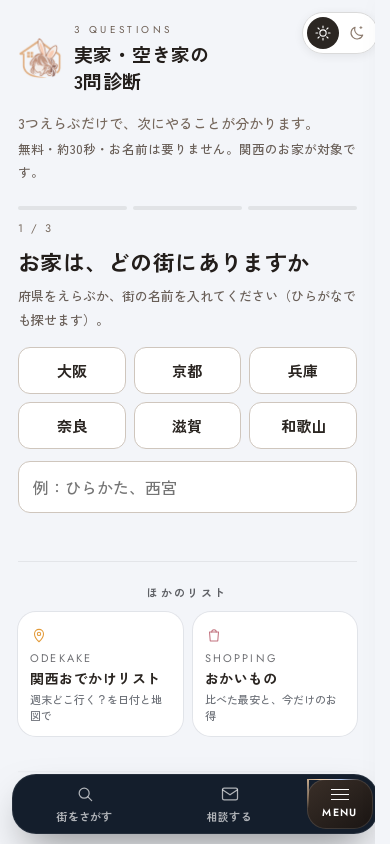 3 QUESTIONS
実家・空き家の
3問診断
3つえらぶだけで、次にやることが分かります。
無料・約30秒・お名前は要りません。関西のお家が対象で
す。
1 / 3
お家は、どの街にありますか
府県をえらぶか、街の名前を入れてください（ひらがなで
も探せます）。
大阪 京都 兵庫
奈良 滋賀 和歌山
例：ひらかた、西宮
ほかのリスト
ODEKAKE
関西おでかけリスト
週末どこ行く？を日付と地
図で
SHOPPING
おかいもの
比べた最安と、今だけのお
得
街をさがす 相談する MENU